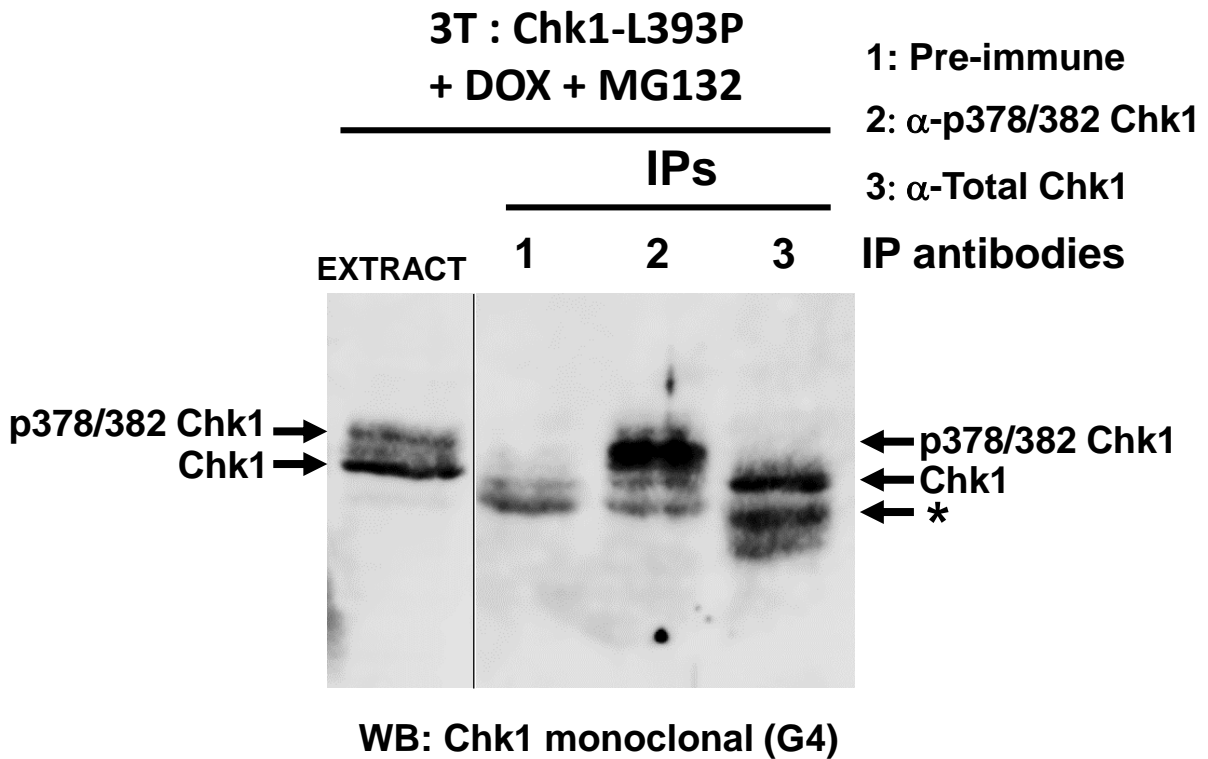 3T : Chk1-L393P
+ DOX + MG132
1: Pre-immune
2: α-p378/382 Chk1
3: α-Total Chk1
IPs
EXTRACT 1 2 3 IP antibodies
p378/382 Chk1
Chk1
p378/382 Chk1
Chk1
*
WB: Chk1 monoclonal (G4)